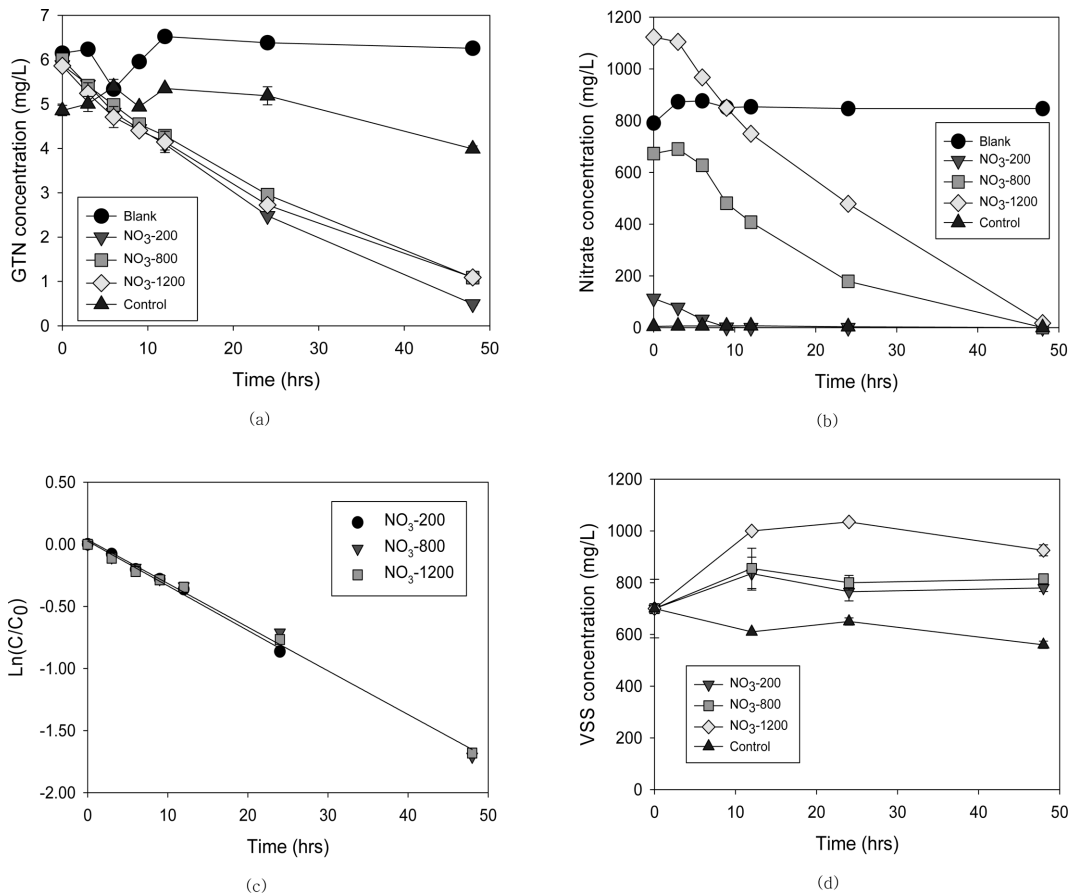 7
6
5
4
3
2
1
0
GTN concentration (mg/L)
Blank
NO3-200
NO3-800
NO3-1200
Control
0 10 20 30 40 50
Time (hrs)
(a)
1200
1000
800
600
400
200
0
Nitrate concentration (mg/L)
Blank
NO3-200
NO3-800
NO3-1200
Control
0 10 20 30 40 50
Time (hrs)
(b)
0.50
0.00
-0.50
-1.00
-1.50
-2.00
Ln(C/C0)
NO3-200
NO3-800
NO3-1200
0 10 20 30 40 50
Time (hrs)
(c)
1200
1000
800
600
400
200
0
VSS concentration (mg/L)
NO3-200
NO3-800
NO3-1200
Control
0 10 20 30 40 50
Time (hrs)
(d)